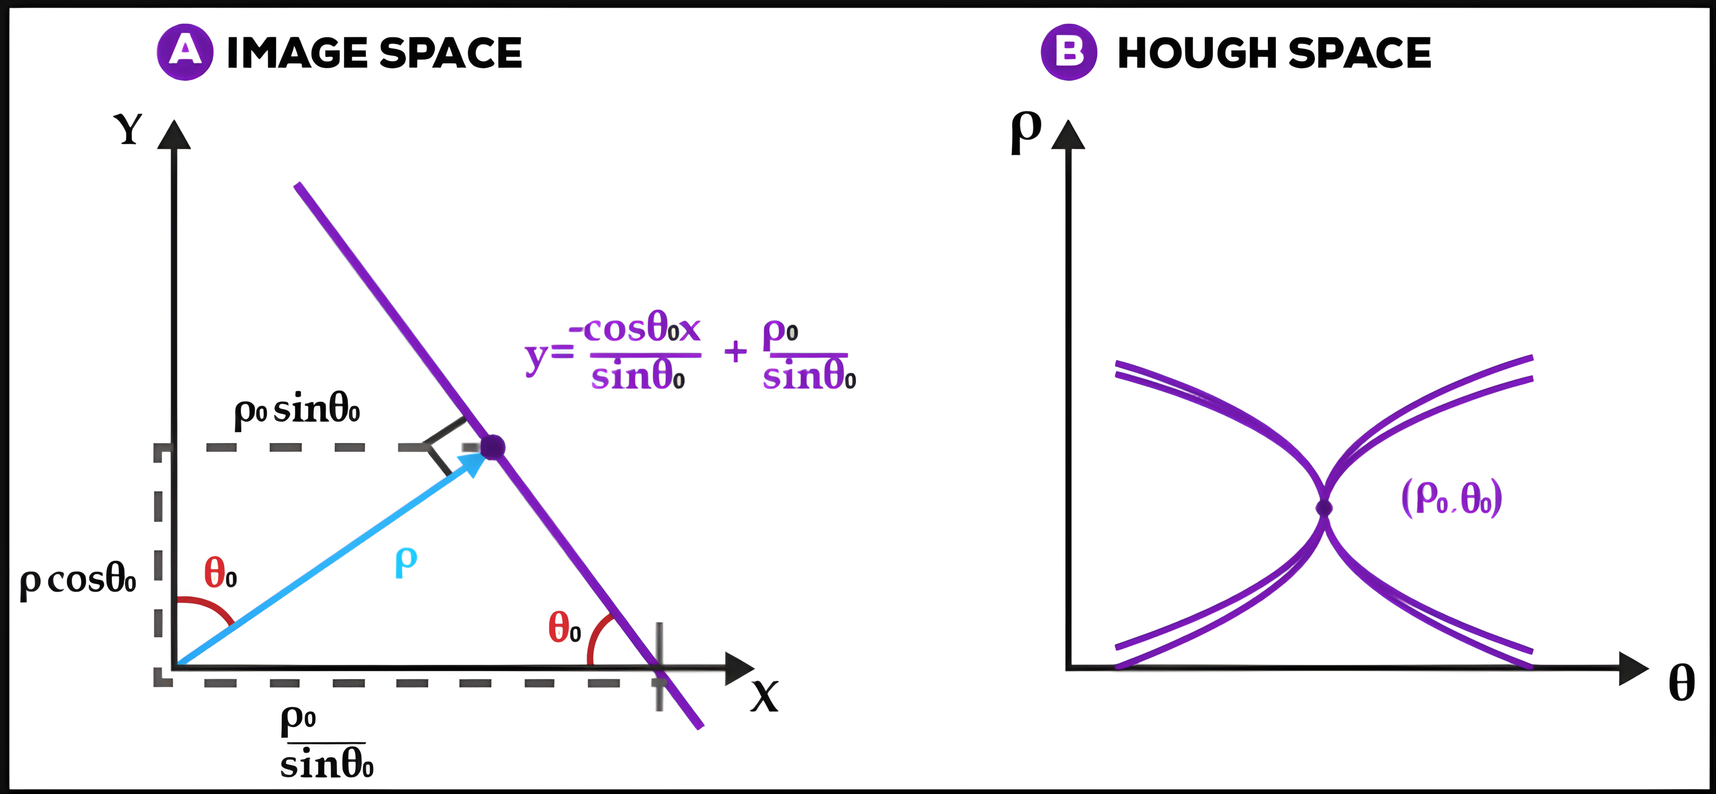 A IMAGE SPACE
Y
y= -cosθ₀x / sinθ₀ + ρ₀ / sinθ₀
ρ₀ sinθ₀
ρ cosθ₀
θ₀
ρ
θ₀
X
ρ₀ / sinθ₀
B HOUGH SPACE
ρ
(ρ₀, θ₀)
θ